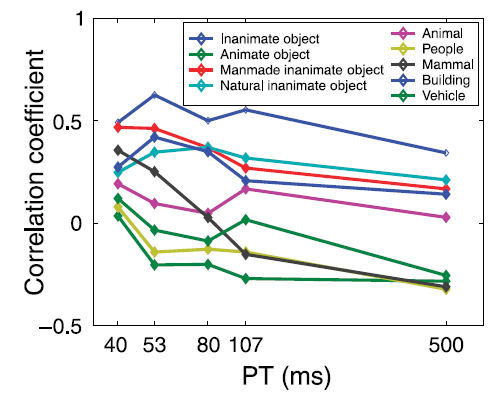 1
0.5
0
−0.5
Correlation coefficient
Inanimate object
Animate object
Manmade inanimate object
Natural inanimate object
Animal
People
Mammal
Building
Vehicle
40 53 80 107 500
PT (ms)